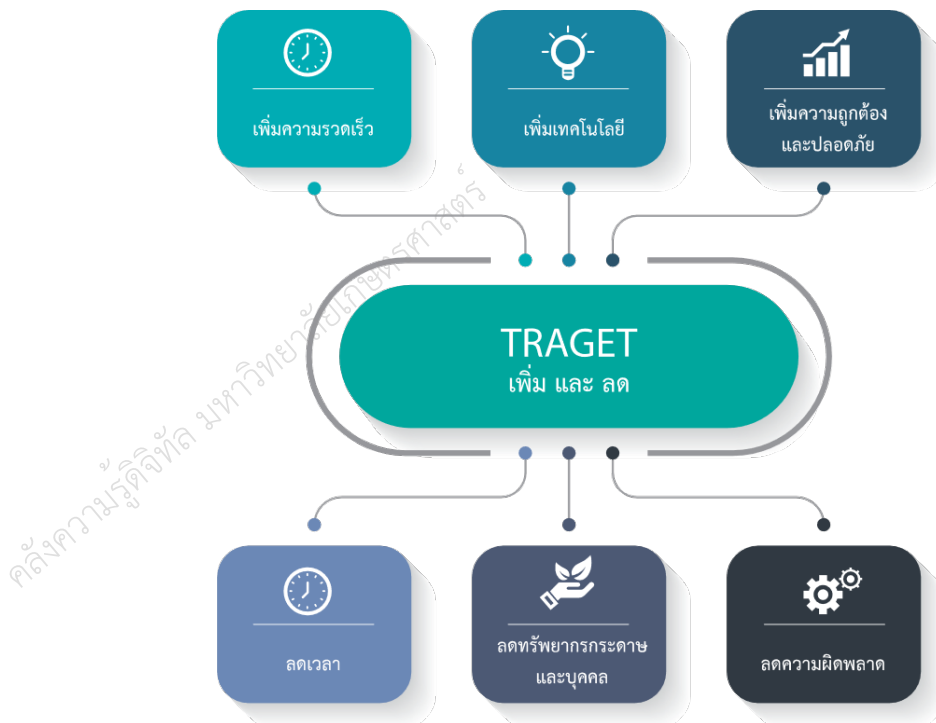 เพิ่มความรวดเร็ว
เพิ่มเทคโนโลยี
เพิ่มความถูกต้อง
และปลอดภัย
TRAGET
เพิ่ม และ ลด
ลดเวลา
ลดทรัพยากรกระดาษ
และบุคคล
ลดความผิดพลาด
คลังความรู้ดิจิทัล มหาวิทยาลัยเกษตรศาสตร์